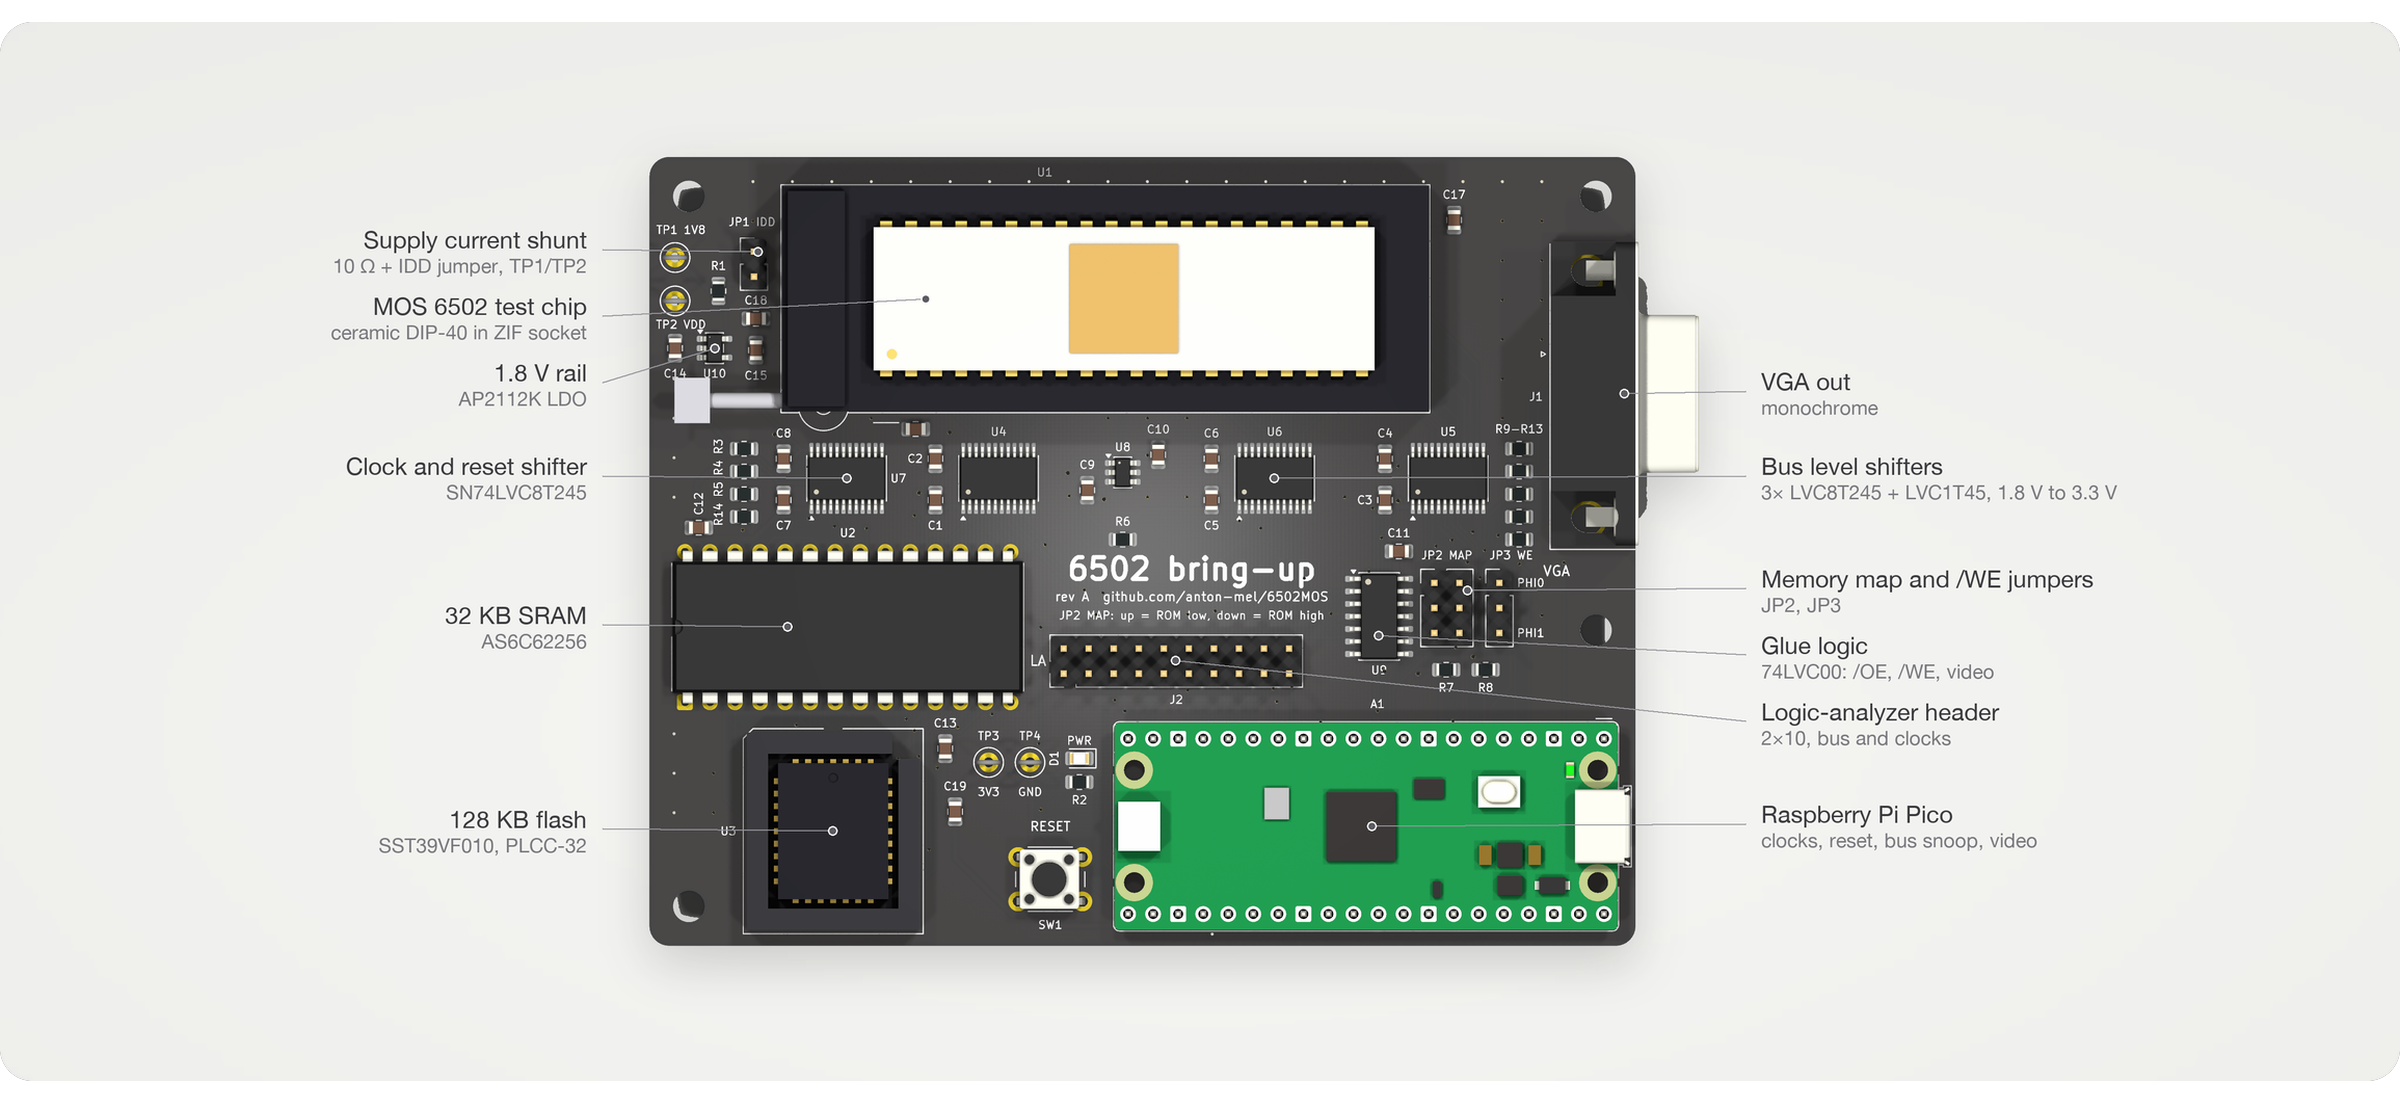 Supply current shunt
10 Ω + IDD jumper, TP1/TP2
MOS 6502 test chip
ceramic DIP-40 in ZIF socket
1.8 V rail
AP2112K LDO
Clock and reset shifter
SN74LVC8T245
32 KB SRAM
AS6C62256
128 KB flash
SST39VF010, PLCC-32
U1
JP1 IDD
TP1 1V8
R1
C18
TP2 VDD
C14 U10 C15
C17
J1
C8
U4
C10
C6
U6
C4
U5
R9-R13
U8
R3
R4
R5
R14
C12
C2
C9
U7
C3
C7
U2
C1
R6
C5
C11
JP2 MAP
JP3 WE
VGA
PHI0
PHI1
6502 bring-up
rev A github.com/anton-mel/6502MOS
JP2 MAP: up = ROM low, down = ROM high
LA
J2
U9
R7
R8
A1
C13
TP3
TP4
PWR
D1
3V3
GND
R2
C19
U3
RESET
SW1
VGA out
monochrome
Bus level shifters
3× LVC8T245 + LVC1T45, 1.8 V to 3.3 V
Memory map and /WE jumpers
JP2, JP3
Glue logic
74LVC00: /OE, /WE, video
Logic-analyzer header
2×10, bus and clocks
Raspberry Pi Pico
clocks, reset, bus snoop, video